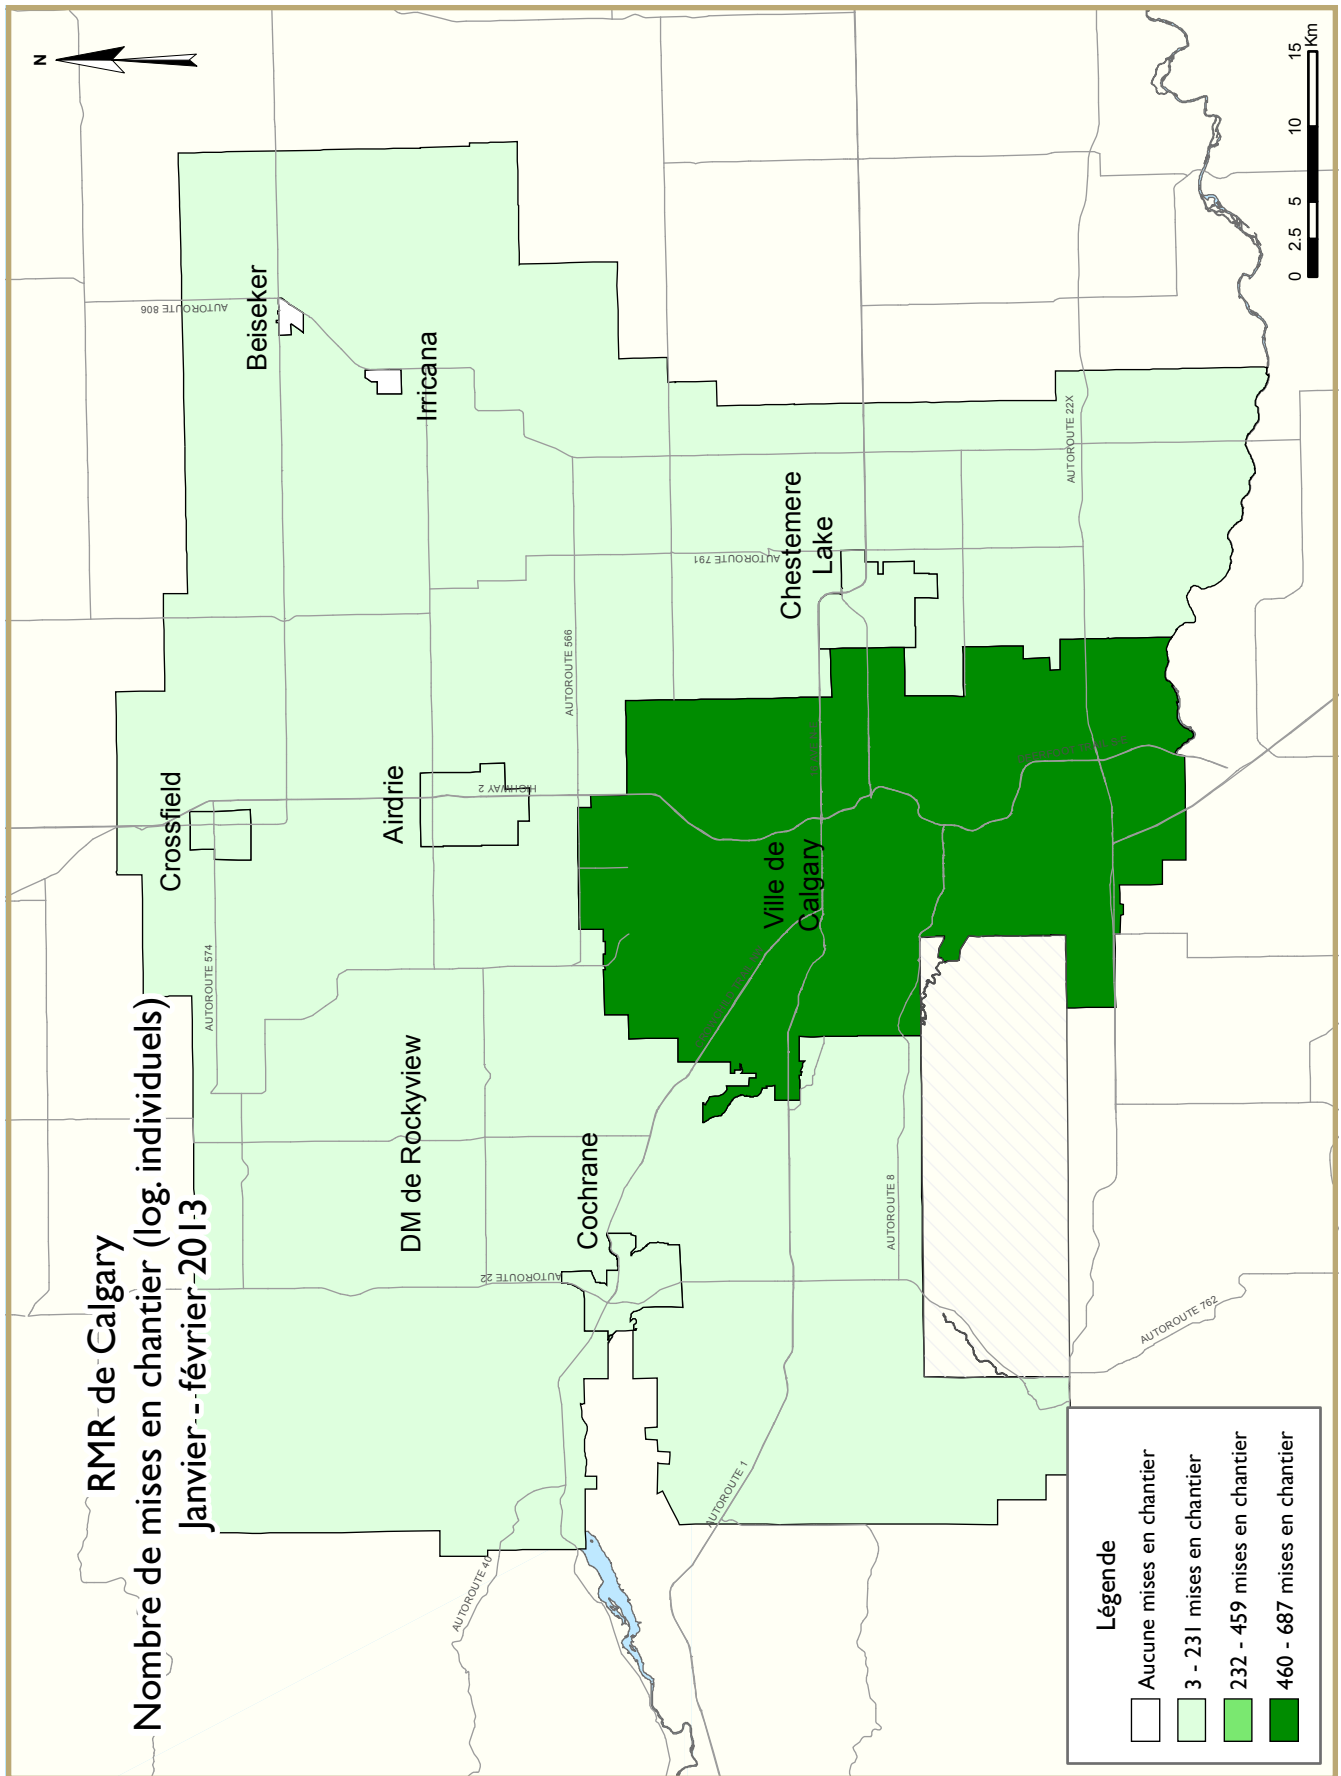 RMR de Calgary
Nombre de mises en chantier (log. individuels)
Janvier - février 2013
N
AUTOROUTE 806
Beiseker
Irricana
Crossfield
AUTOROUTE 574
Airdrie
HIGHWAY 2
AUTOROUTE 566
DM de Rockyview
Cochrane
AUTOROUTE 22
AUTOROUTE 40
AUTOROUTE 1
AUTOROUTE 791
Chestemere
Lake
Ville de
Calgary
AUTOROUTE 22X
AUTOROUTE 8
AUTOROUTE 762
Légende
Aucune mises en chantier
3 - 231 mises en chantier
232 - 459 mises en chantier
460 - 687 mises en chantier
0 2.5 5 10 15
Km